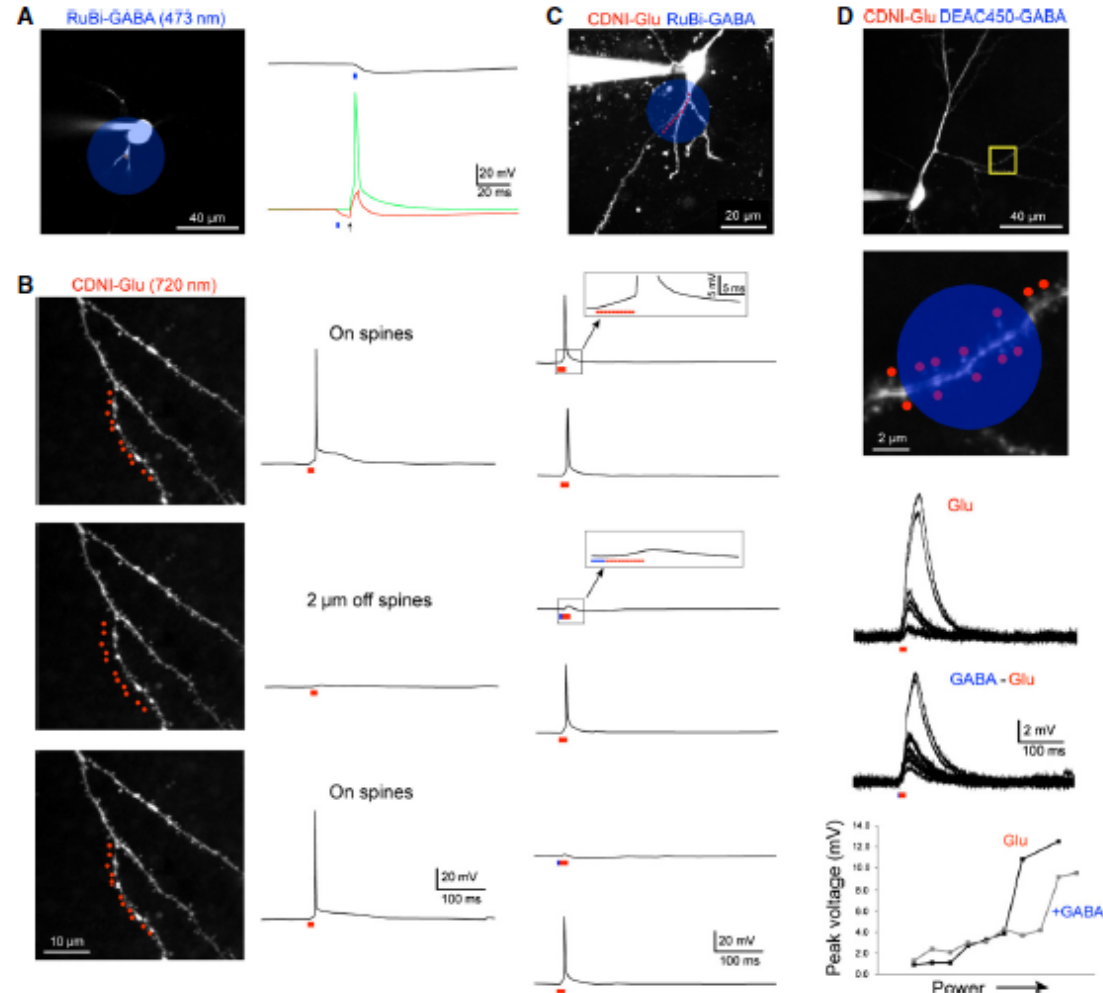 A
RuBi-GABA (473 nm)
40 µm
20 mV
20 ms
B
CDNI-Glu (720 nm)
On spines
2 µm off spines
On spines
20 mV
100 ms
10 µm
C
CDNI-Glu RuBi-GABA
20 µm
5 mV
5 ms
20 mV
100 ms
D
CDNI-Glu DEAC450-GABA
40 µm
2 µm
Glu
GABA - Glu
2 mV
100 ms
Peak voltage (mV)
14.0
12.0
10.0
8.0
6.0
4.0
2.0
0.0
Glu
+GABA
Power